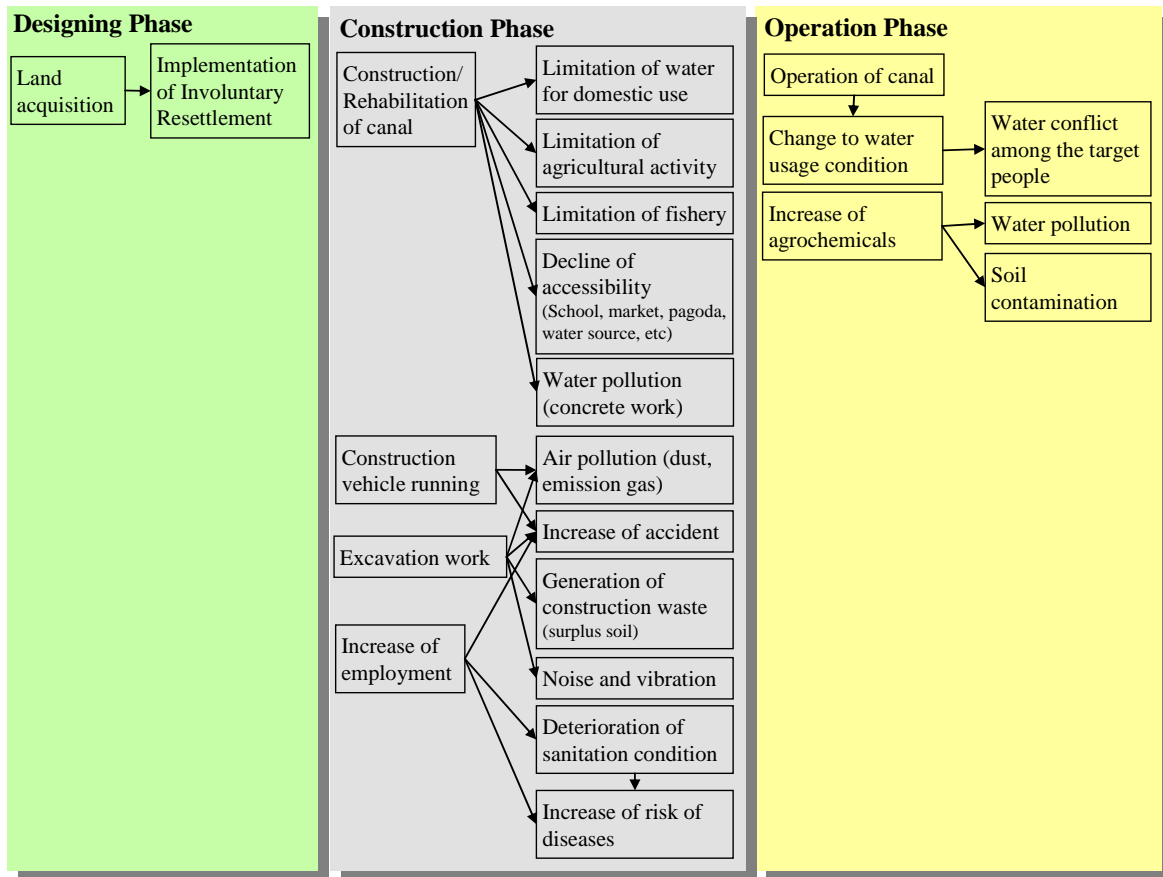 Designing Phase
Land
acquisition
Implementation
of Involuntary
Resettlement
Construction Phase
Construction/
Rehabilitation
of canal
Limitation of water
for domestic use
Limitation of
agricultural activity
Limitation of fishery
Decline of
accessibility
(School, market, pagoda,
water source, etc)
Water pollution
(concrete work)
Construction
vehicle running
Air pollution (dust,
emission gas)
Increase of accident
Excavation work
Generation of
construction waste
(surplus soil)
Increase of
employment
Noise and vibration
Deterioration of
sanitation condition
Increase of risk of
diseases
Operation Phase
Operation of canal
Change to water
usage condition
Water conflict
among the target
people
Increase of
agrochemicals
Water pollution
Soil
contamination